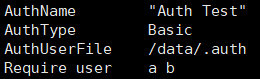 AuthName "Auth Test"
AuthType Basic
AuthUserFile /data/.auth
Require user a b